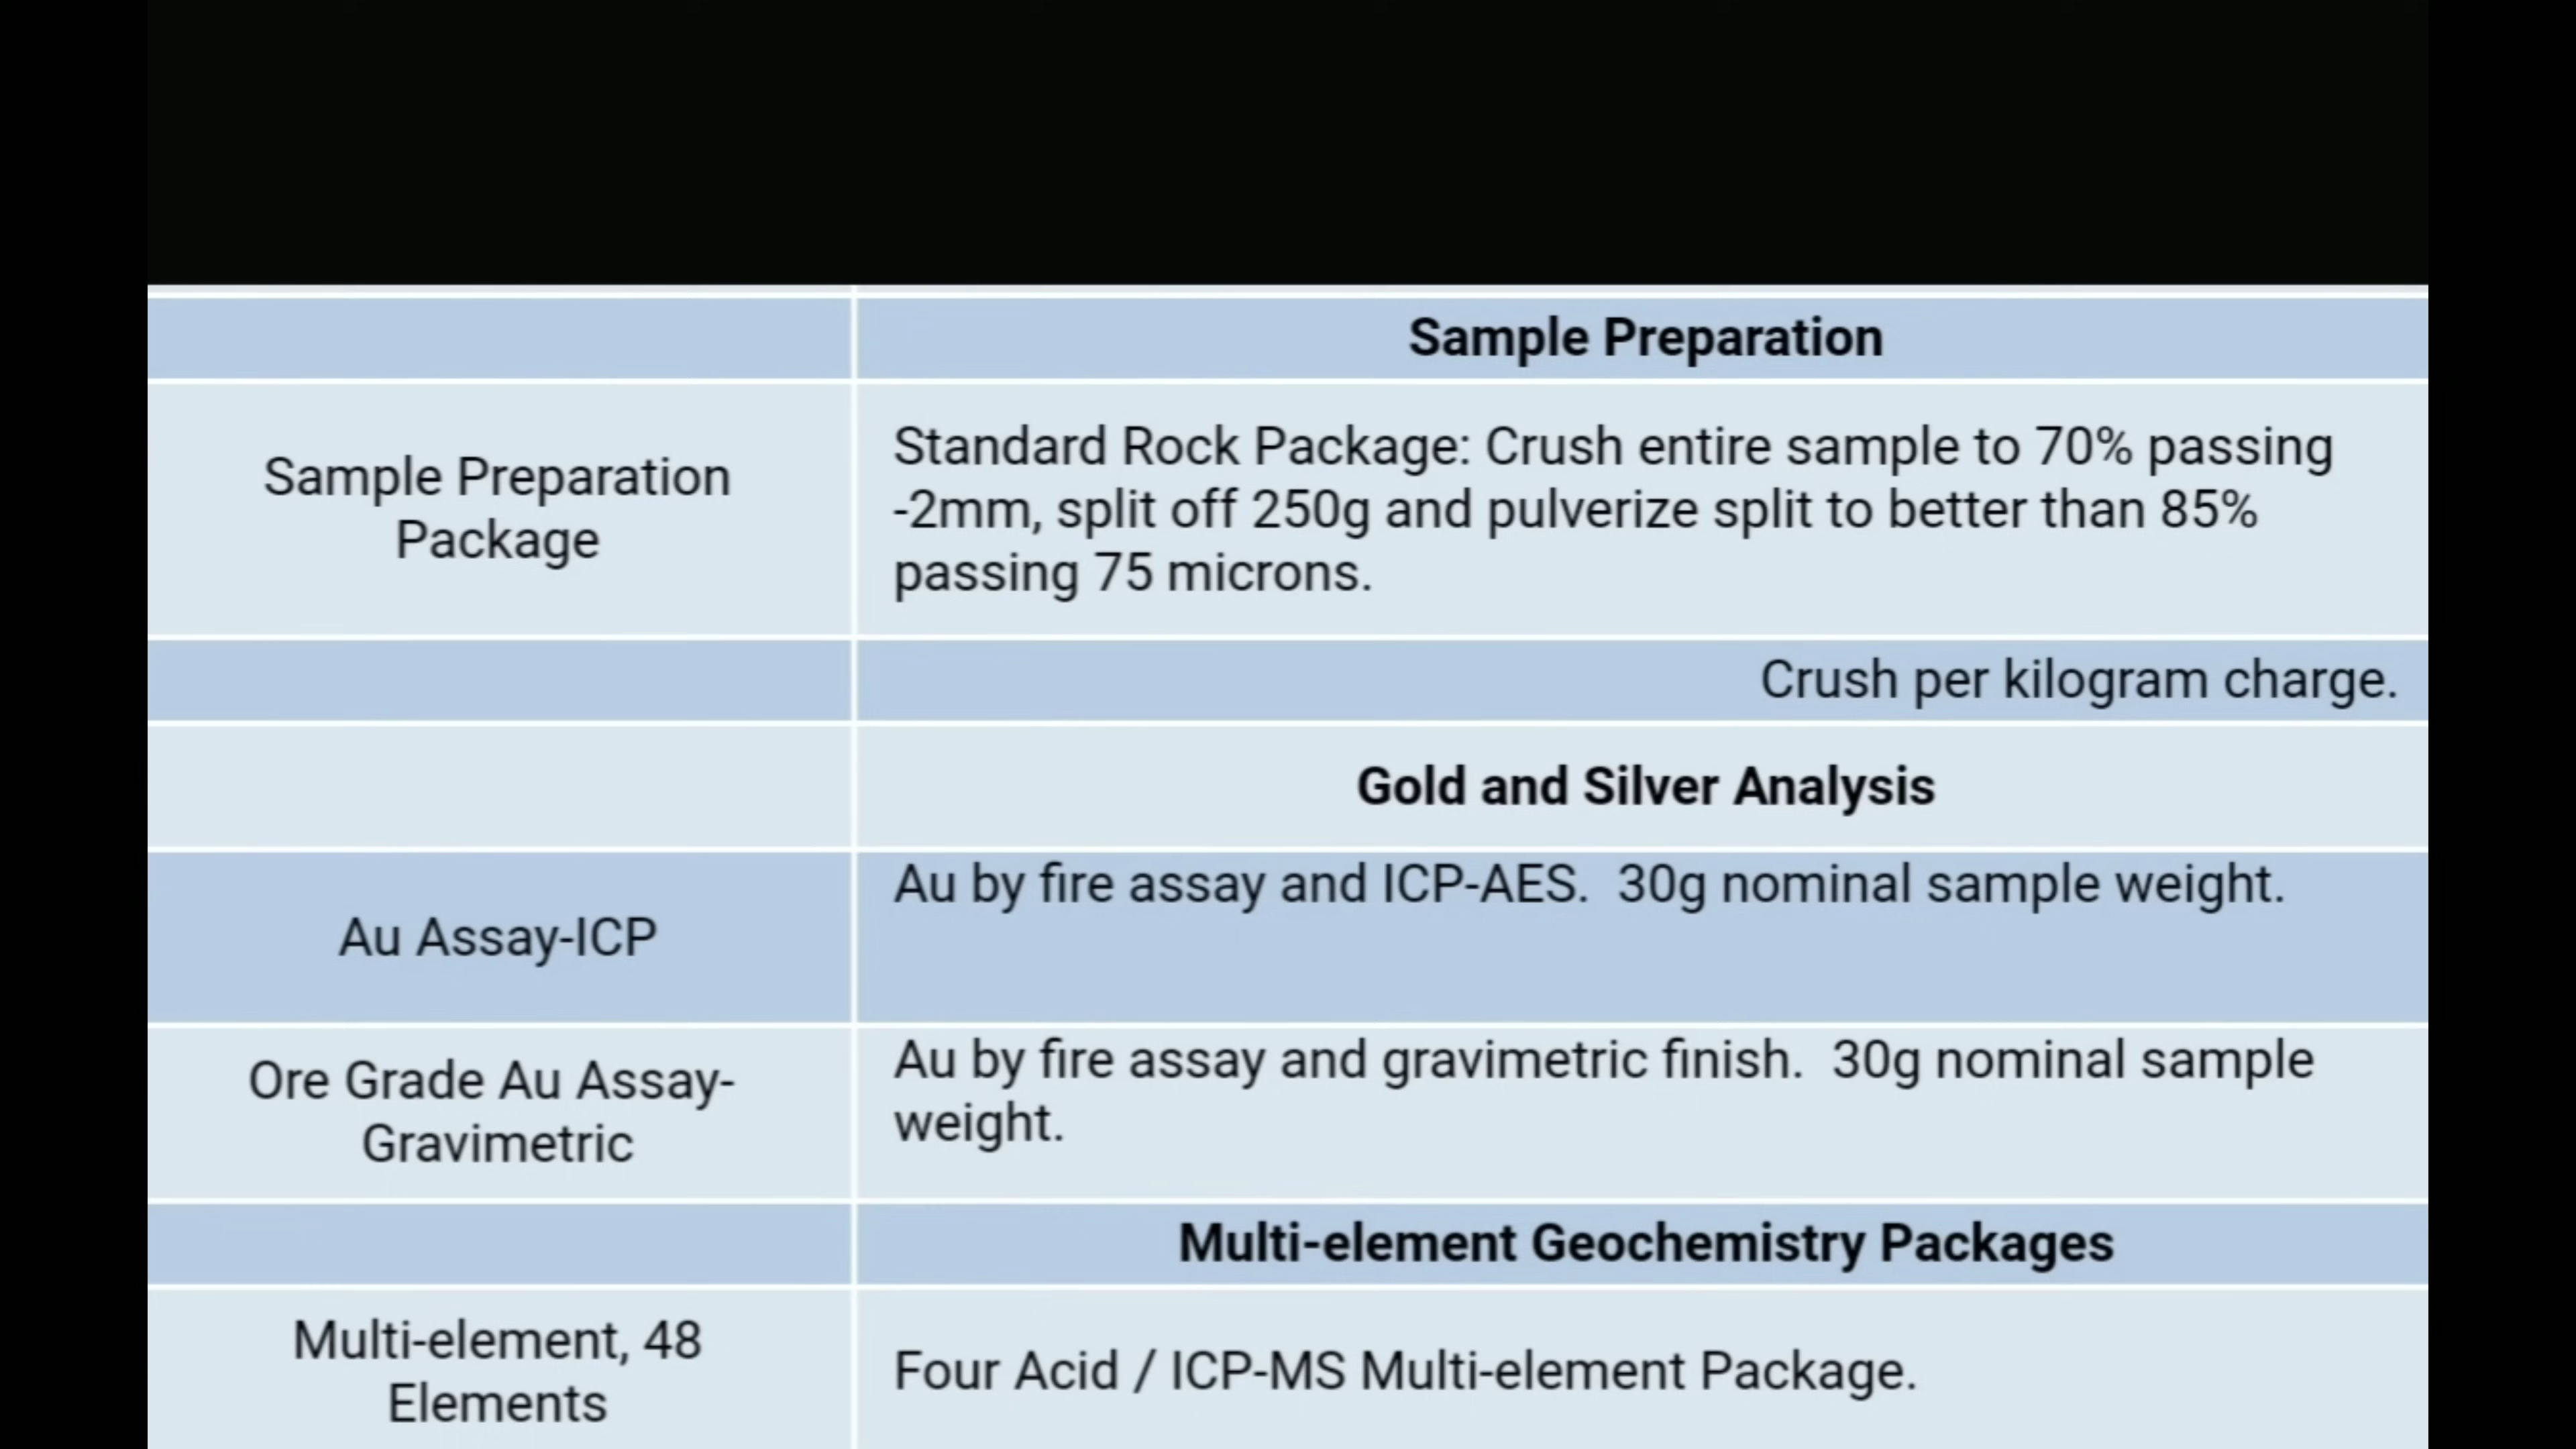 Sample Preparation
Sample Preparation
Package
Standard Rock Package: Crush entire sample to 70% passing
-2mm, split off 250g and pulverize split to better than 85%
passing 75 microns.
Crush per kilogram charge.
Gold and Silver Analysis
Au Assay-ICP
Au by fire assay and ICP-AES.  30g nominal sample weight.
Ore Grade Au Assay-
Gravimetric
Au by fire assay and gravimetric finish.  30g nominal sample
weight.
Multi-element Geochemistry Packages
Multi-element, 48
Elements
Four Acid / ICP-MS Multi-element Package.